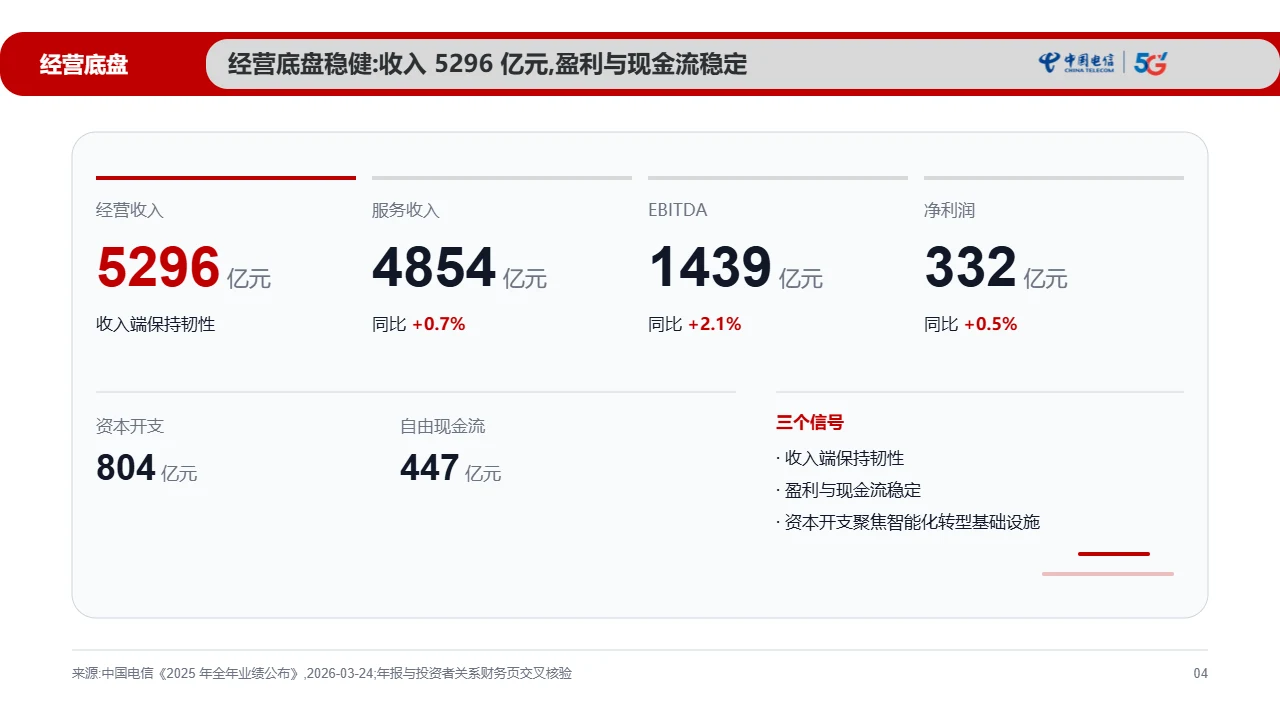 经营底盘
经营底盘稳健:收入 5296 亿元,盈利与现金流稳定
中国电信
CHINA TELECOM
5G
经营收入
5296 亿元
收入端保持韧性
服务收入
4854 亿元
同比 +0.7%
EBITDA
1439 亿元
同比 +2.1%
净利润
332 亿元
同比 +0.5%
资本开支
804 亿元
自由现金流
447 亿元
三个信号
· 收入端保持韧性
· 盈利与现金流稳定
· 资本开支聚焦智能化转型基础设施
来源:中国电信《2025 年全年业绩公布》,2026-03-24;年报与投资者关系财务页交叉核验
04